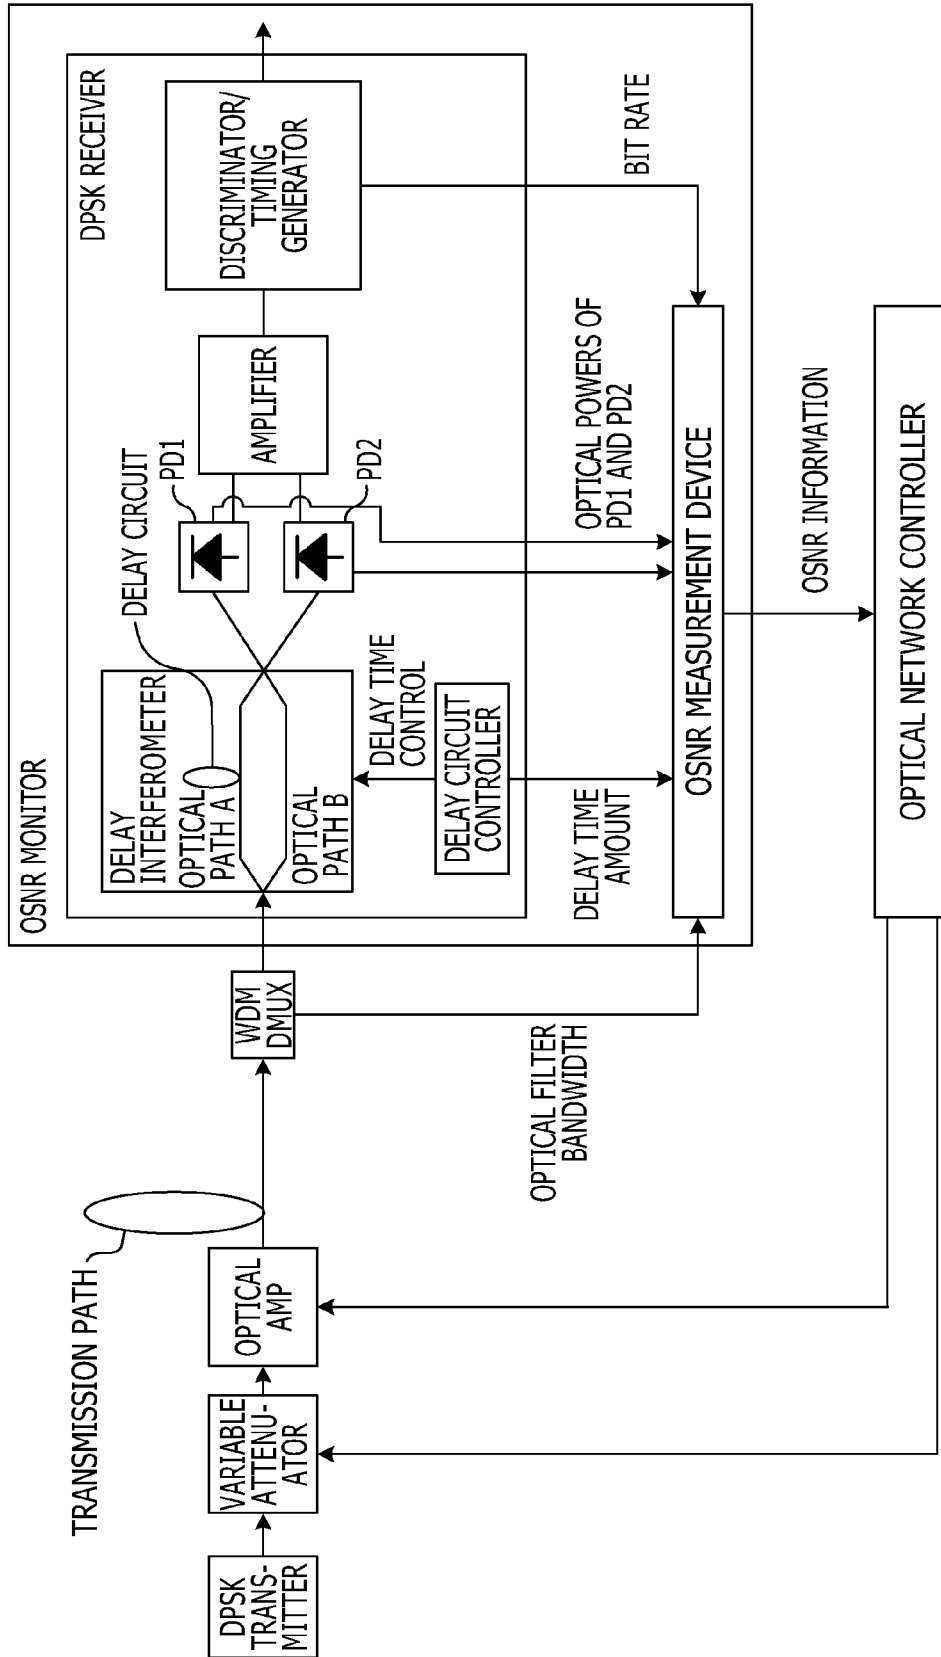 OSNR MONITOR
DPSK RECEIVER
DELAY
INTERFEROMETER
OPTICAL
PATH A
OPTICAL
PATH B
DELAY CIRCUIT
PD1
PD2
AMPLIFIER
DISCRIMINATOR/
TIMING
GENERATOR
TRANSMISSION PATH
DPSK
TRANS-
MITTER
VARIABLE
ATTENU-
ATOR
OPTICAL
AMP
WDM
DMUX
DELAY TIME
CONTROL
DELAY CIRCUIT
CONTROLLER
DELAY TIME
AMOUNT
OPTICAL POWERS OF
PD1 AND PD2
BIT RATE
OPTICAL FILTER
BANDWIDTH
OSNR MEASUREMENT DEVICE
OSNR INFORMATION
OPTICAL NETWORK CONTROLLER